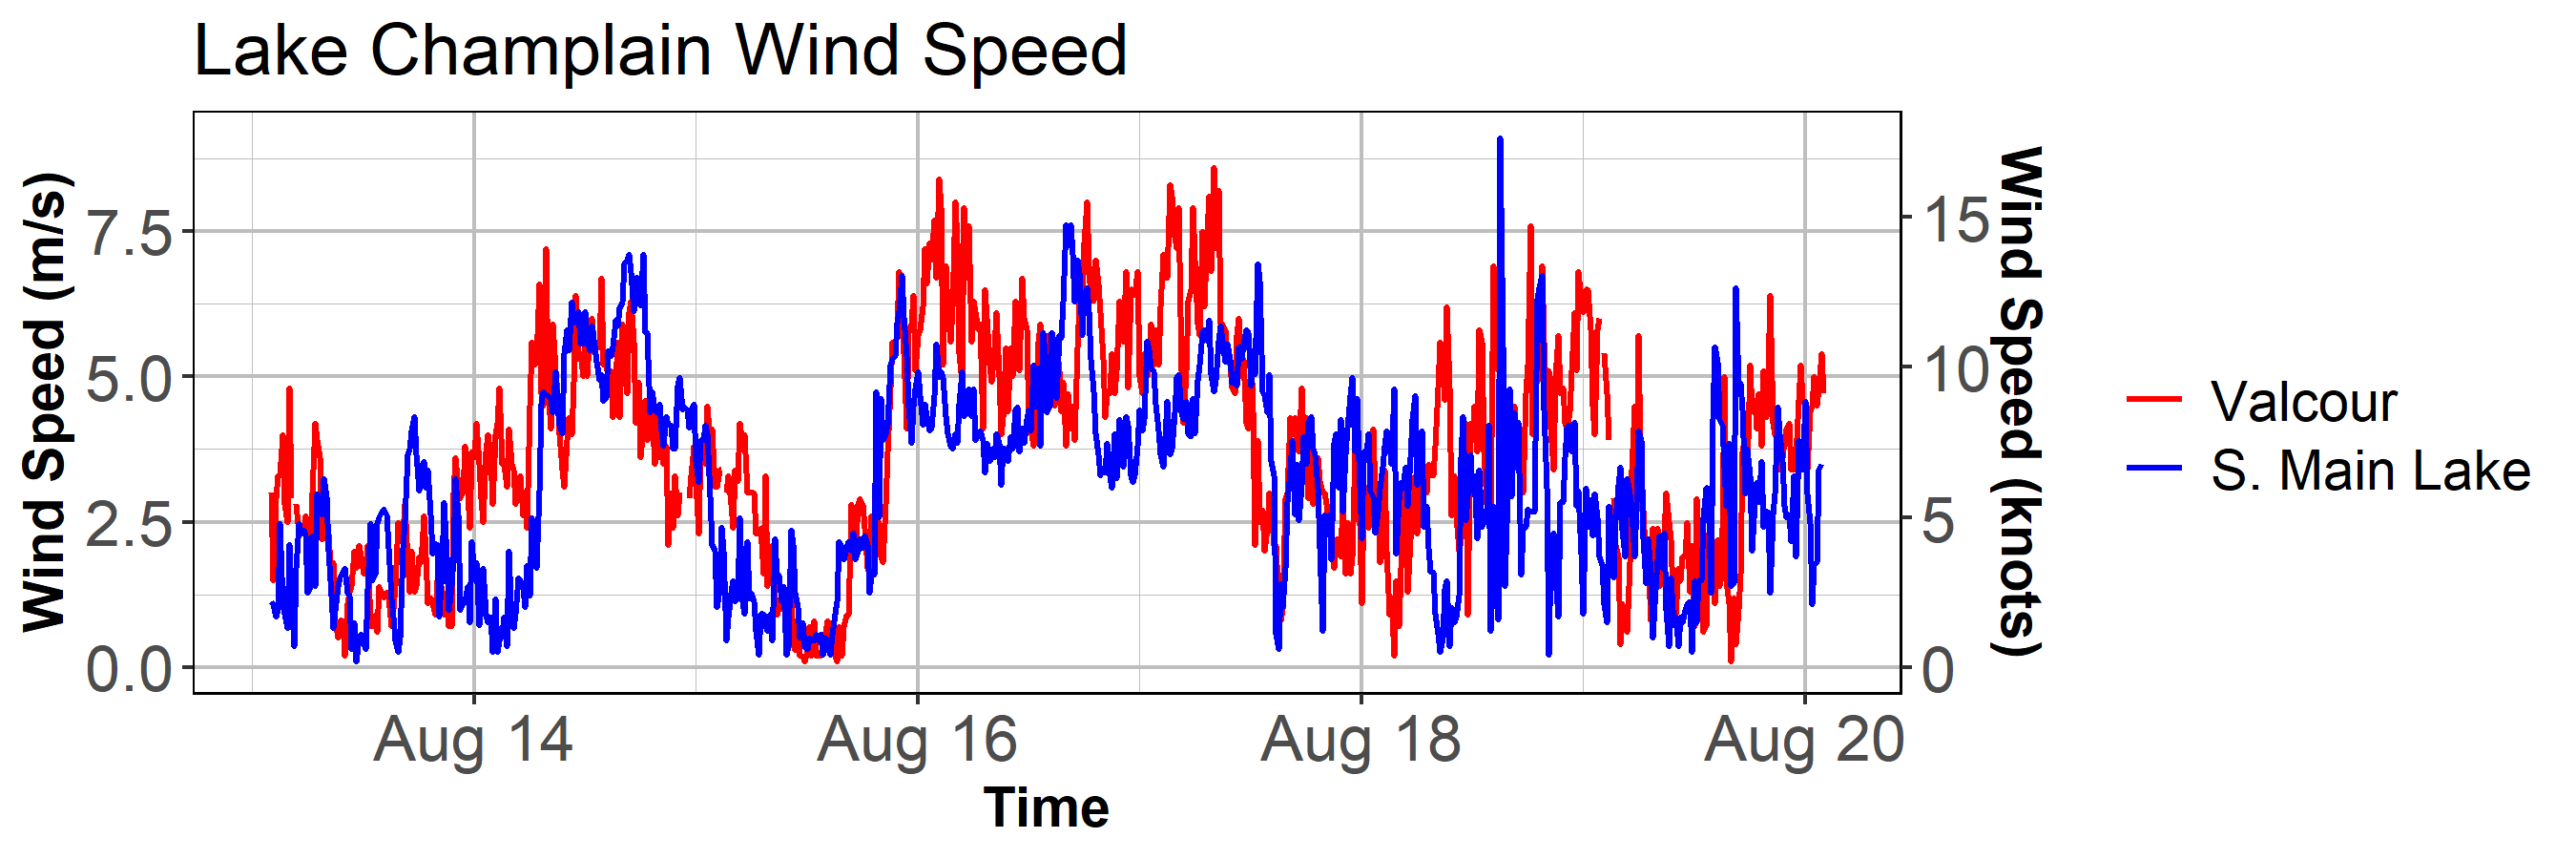 Lake Champlain Wind Speed
Wind Speed (m/s)
7.5
5.0
2.5
0.0
15
10
5
0
Wind Speed (knots)
Aug 14
Aug 16
Aug 18
Aug 20
Time
Valcour
S. Main Lake